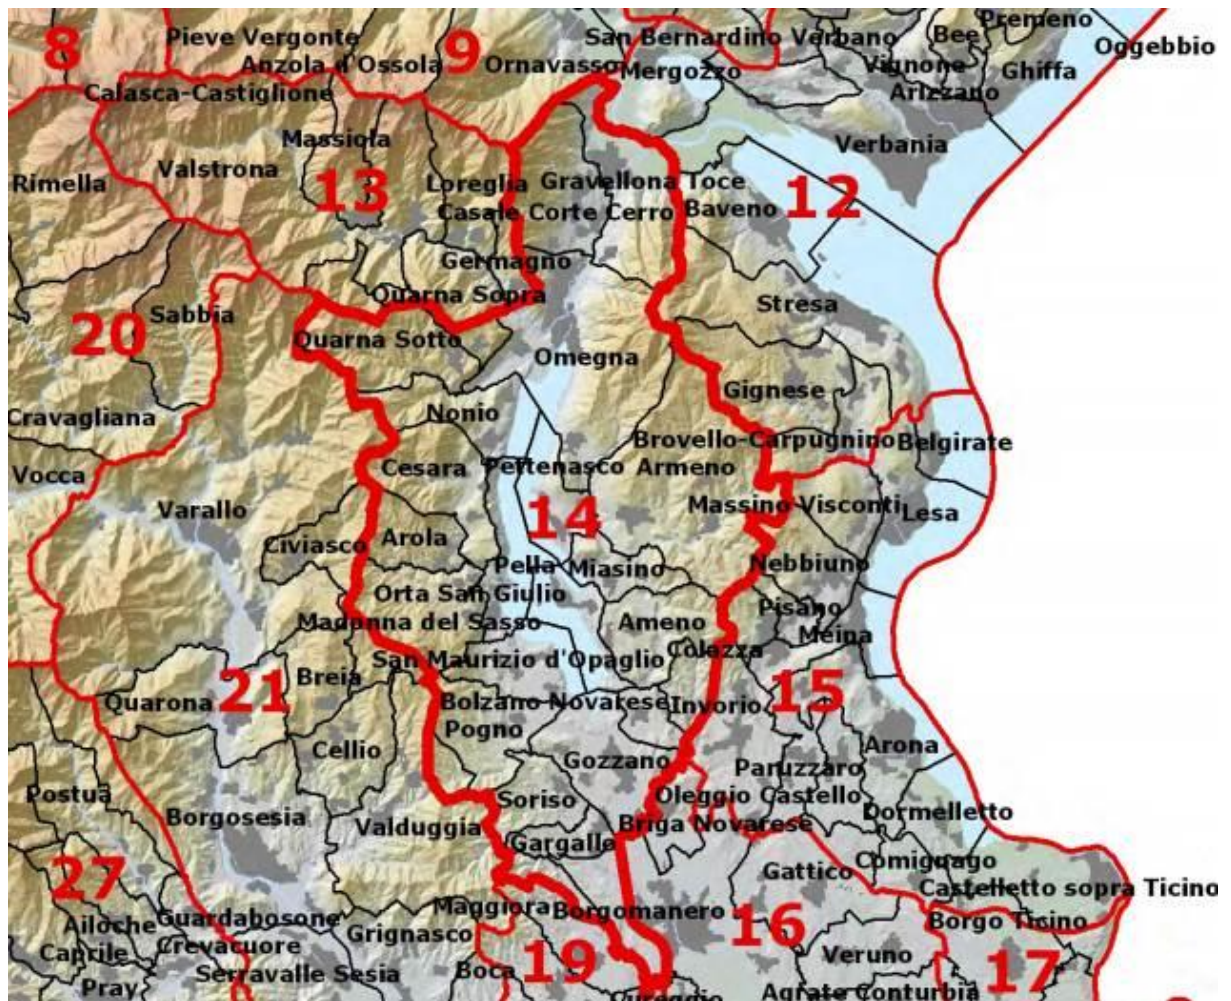 Premeno
8
Pieve Vergonte
9
San Bernardino Verbano
Bee
Oggebbio
Anzola d'Ossola
Ornavasso
Mergozzo
Vignone
Ghiffa
Calasca-Castiglione
Arizzano
Massiola
Verbania
Valstrona
Rimella
13
Loreglia
Gravellona Toce
12
Casale Corte Cerro
Baveno
Germagno
Quarna Sopra
Stresa
20
Sabbia
Quarna Sotto
Omegna
Gignese
Cravagliana
Nonio
Brovello-Carpugnino
Belgirate
Vocca
Cesara
Pettenasco
Armeno
Varallo
14
Massino Visconti
Lesa
Civiasco
Arola
Pella
Miasino
Nebbiuno
Orta San Giulio
Pisano
Madonna del Sasso
Ameno
Meina
San Maurizio d'Opaglio
Colazza
Quarona
21
Breia
Bolzano Novarese
Invorio
15
Pogno
Cellio
Gozzano
Arona
Paruzzaro
Postua
Soriso
Oleggio Castello
Borgosesia
Valduggia
Briga Novarese
Dormelletto
Gargallo
27
Gattico
Comignago
Castelletto sopra Ticino
Ailoche
Guardabosone
Maggiora
Borgomanero
16
Borgo Ticino
Grignasco
Caprile
Crevacuore
Veruno
Serravalle Sesia
Boca
19
17
Pray
Cureggio
Agrate Conturbia